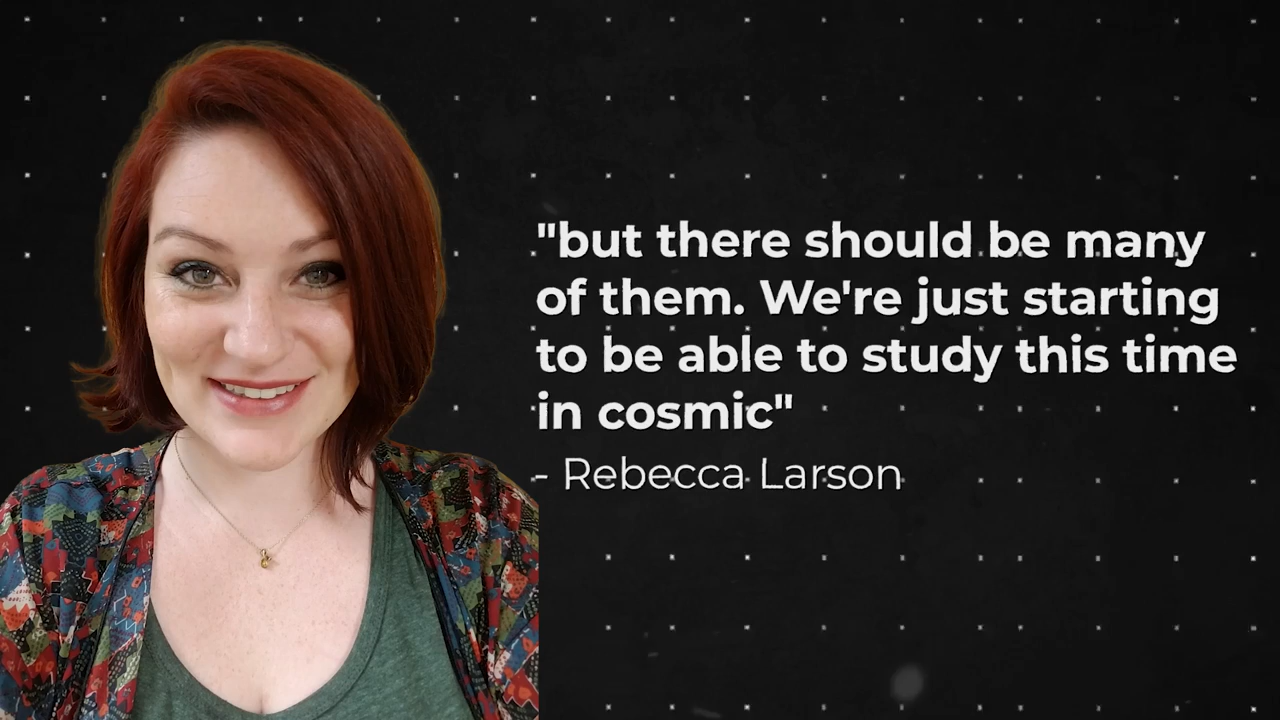 "but there should be many
of them. We're just starting
to be able to study this time
in cosmic"
- Rebecca Larson